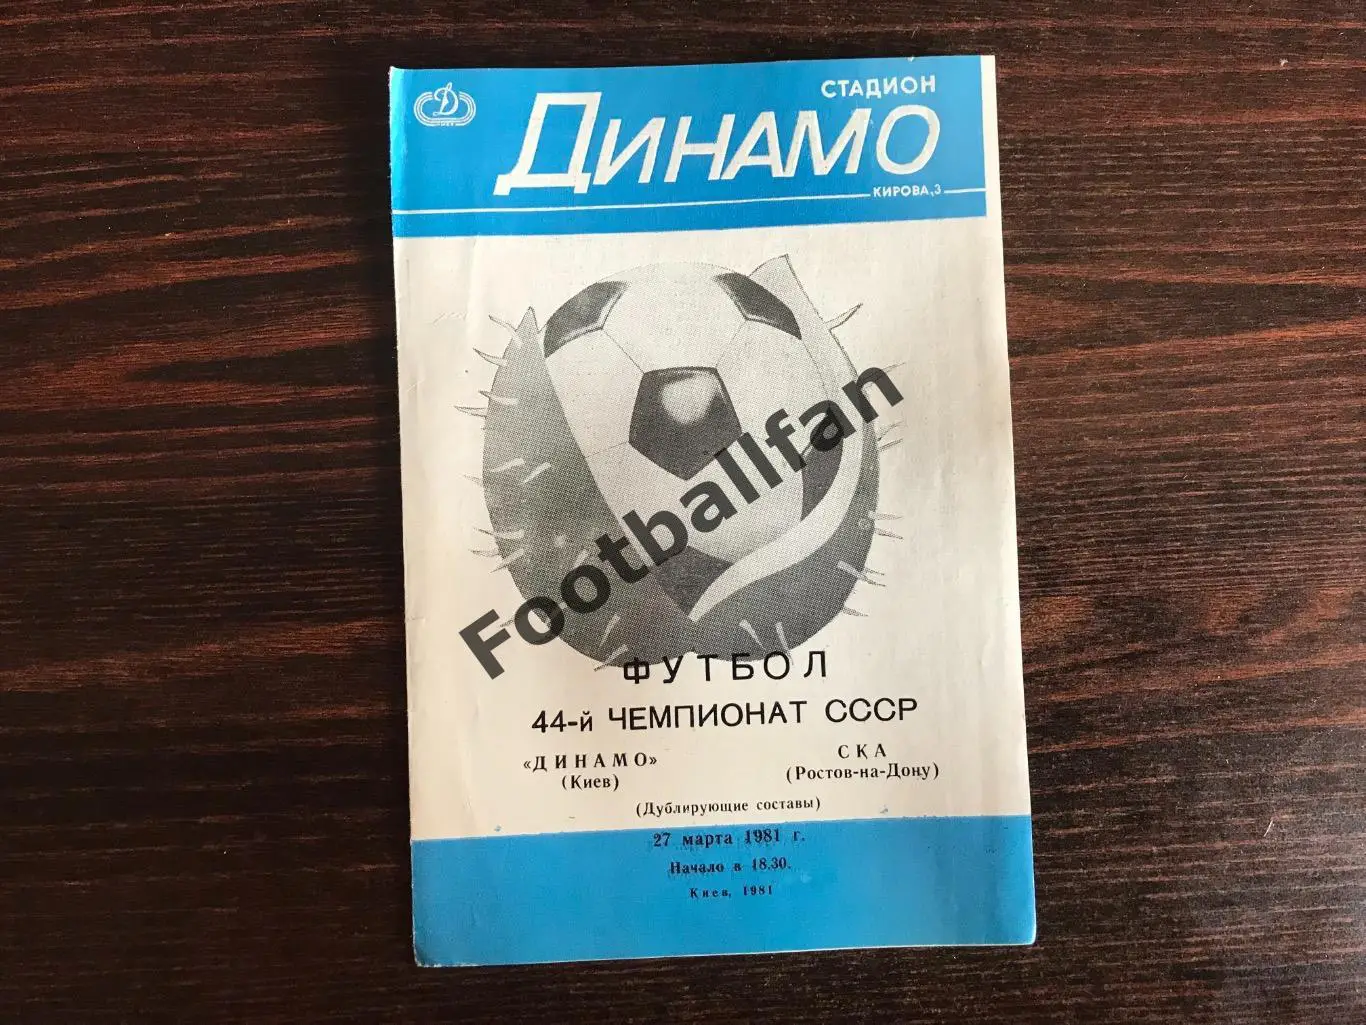 СТАДИОН
ДИНАМО
КИРОВА, 3
Footballfan
ФУТБОЛ
44-й ЧЕМПИОНАТ СССР
«ДИНАМО»
(Киев)
СКА
(Ростов-на-Дону)
(Дублирующие составы)
27 марта 1981 г.
Начало в 18.30.
Киев, 1981